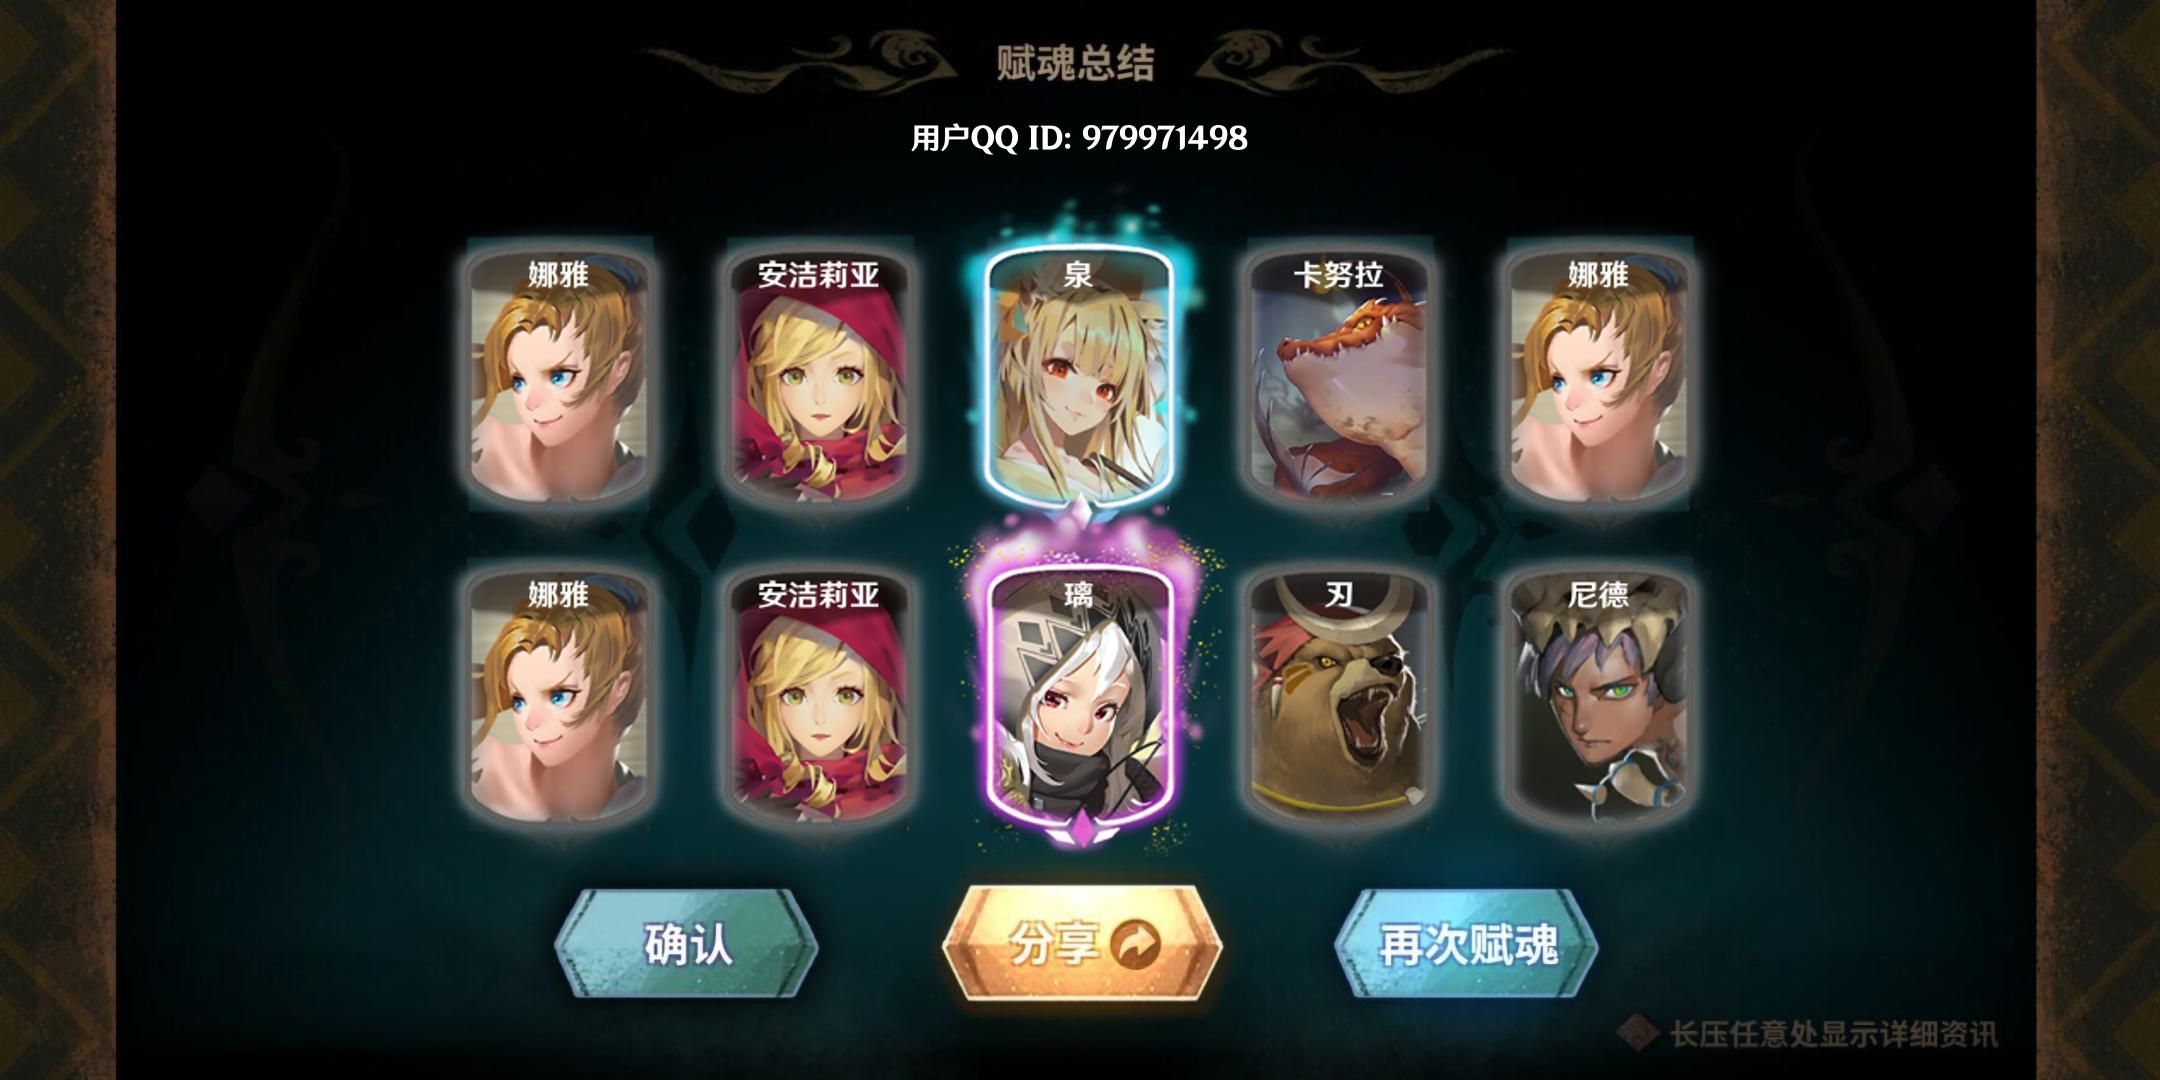 赋魂总结
用户QQ ID: 979971498
娜雅
安洁莉亚
泉
卡努拉
娜雅
娜雅
安洁莉亚
璃
刃
尼德
确认
分享
再次赋魂
长压任意处显示详细资讯